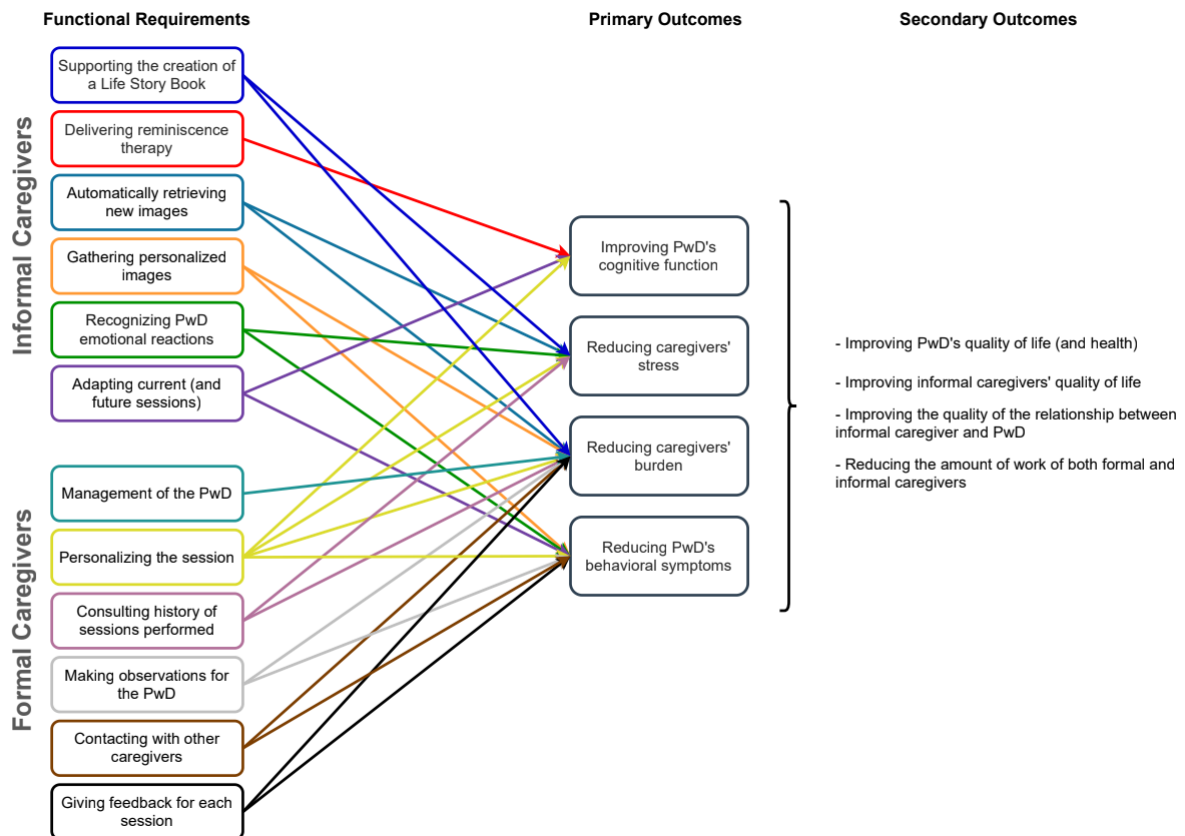 Functional Requirements
Primary Outcomes
Secondary Outcomes
Informal Caregivers
Supporting the creation of
a Life Story Book
Delivering reminiscence
therapy
Automatically retrieving
new images
Gathering personalized
images
Recognizing PwD
emotional reactions
Adapting current (and
future sessions)
Formal Caregivers
Management of the PwD
Personalizing the session
Consulting history of
sessions performed
Making observations for
the PwD
Contacting with other
caregivers
Giving feedback for each
session
Improving PwD's
cognitive function
Reducing caregivers'
stress
Reducing caregivers'
burden
Reducing PwD's
behavioral symptoms
- Improving PwD's quality of life (and health)
- Improving informal caregivers' quality of life
- Improving the quality of the relationship between
informal caregiver and PwD
- Reducing the amount of work of both formal and
informal caregivers